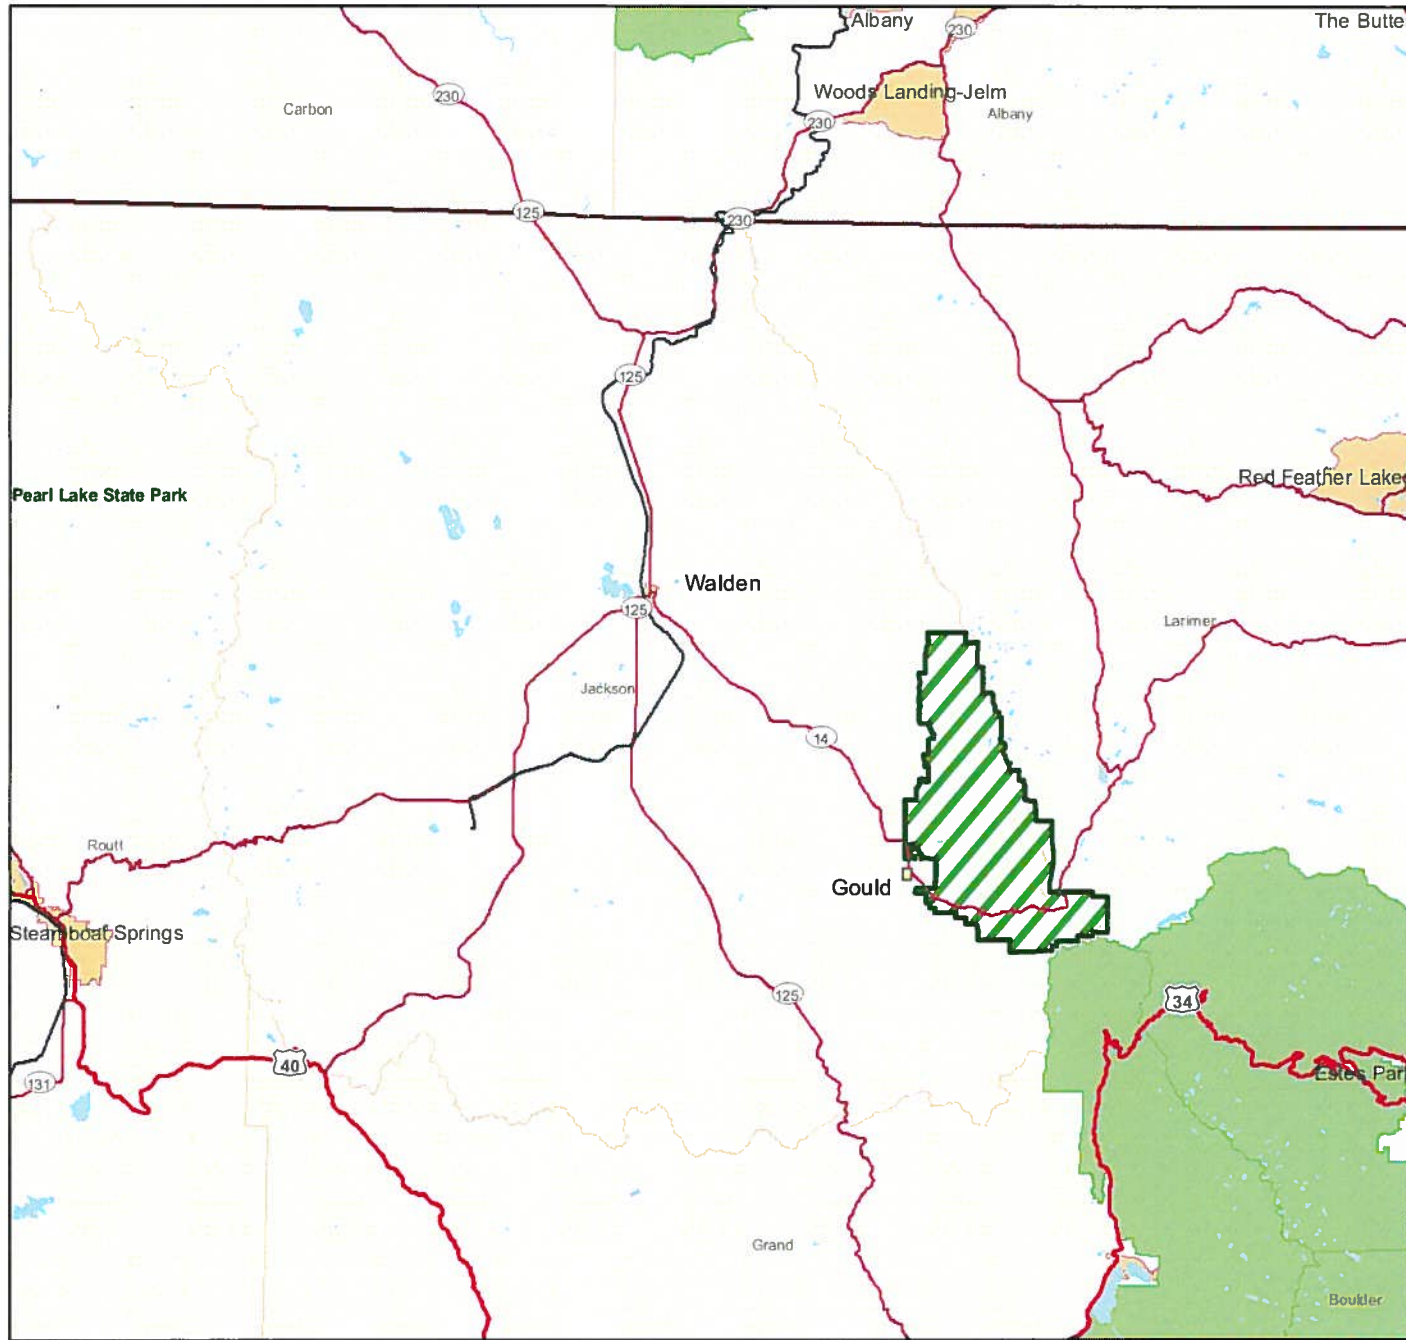 Albany
230
The Butte
230
Carbon
Woods Landing-Jelm
Albany
230
125
230
125
Red Feather Lake
Pearl Lake State Park
Walden
125
Larimer
Jackson
14
Routt
Gould
Steamboat Springs
125
34
40
Estes Par
131
Grand
Boulder